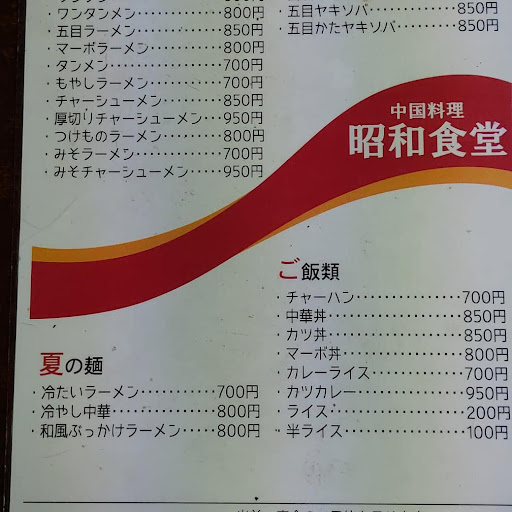 ・ワンタンメン・・・・・・・・・・・・800円
・五目ラーメン・・・・・・・・・・・・850円
・マーボラーメン・・・・・・・・・・800円
・タンメン・・・・・・・・・・・・・・・・700円
・もやしラーメン・・・・・・・・・・700円
・チャーシューメン・・・・・・・・850円
・厚切りチャーシューメン・・・950円
・つけものラーメン・・・・・・・・800円
・みそラーメン・・・・・・・・・・・・700円
・みそチャーシューメン・・・・・950円
・五目ヤキソバ・・・・・・・・・・・・850円
・五目かたヤキソバ・・・・・・・・850円
中国料理
昭和食堂
夏の麺
・冷たいラーメン・・・・・・・・・・700円
・冷やし中華・・・・・・・・・・・・・・800円
・和風ぶっかけラーメン・・・・・800円
ご飯類
・チャーハン・・・・・・・・・・・・・・・700円
・中華丼・・・・・・・・・・・・・・・・・・・850円
・カツ丼・・・・・・・・・・・・・・・・・・・850円
・マーボ丼・・・・・・・・・・・・・・・・・800円
・カレーライス・・・・・・・・・・・・・700円
・カツカレー・・・・・・・・・・・・・・・950円
・ライス・・・・・・・・・・・・・・・・・・・200円
・半ライス・・・・・・・・・・・・・・・・・100円